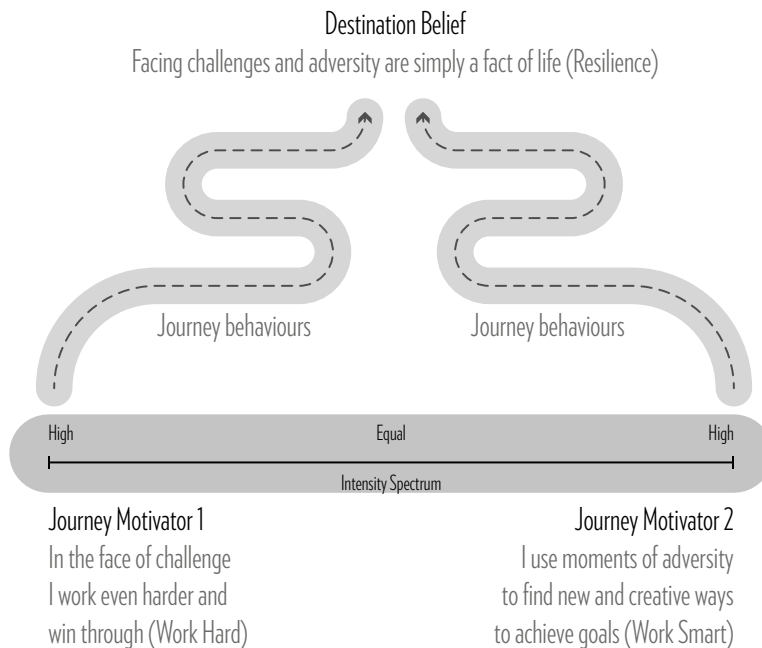 Destination Belief
Facing challenges and adversity are simply a fact of life (Resilience)
Journey behaviours
Journey behaviours
High
Equal
High
Intensity Spectrum
Journey Motivator 1
In the face of challenge
I work even harder and
win through (Work Hard)
Journey Motivator 2
I use moments of adversity
to find new and creative ways
to achieve goals (Work Smart)